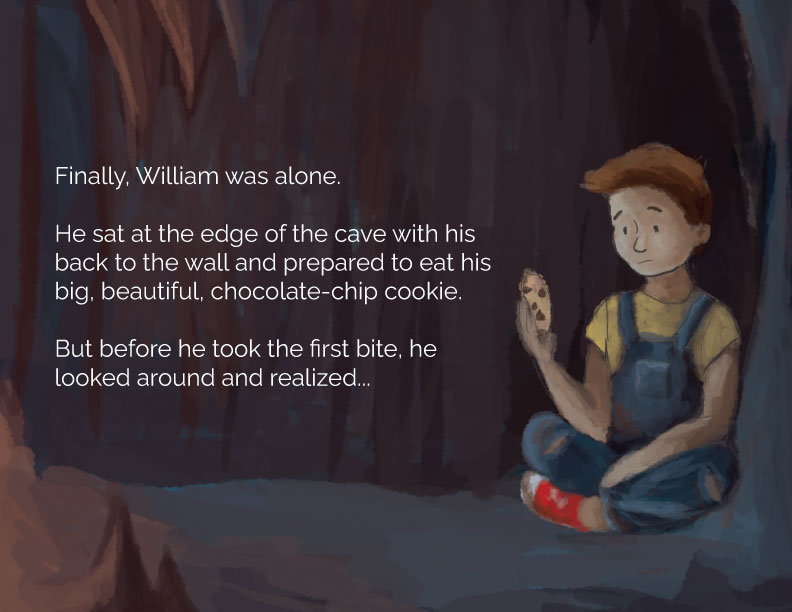 Finally, William was alone.
He sat at the edge of the cave with his
back to the wall and prepared to eat his
big, beautiful, chocolate-chip cookie.
But before he took the first bite, he
looked around and realized...